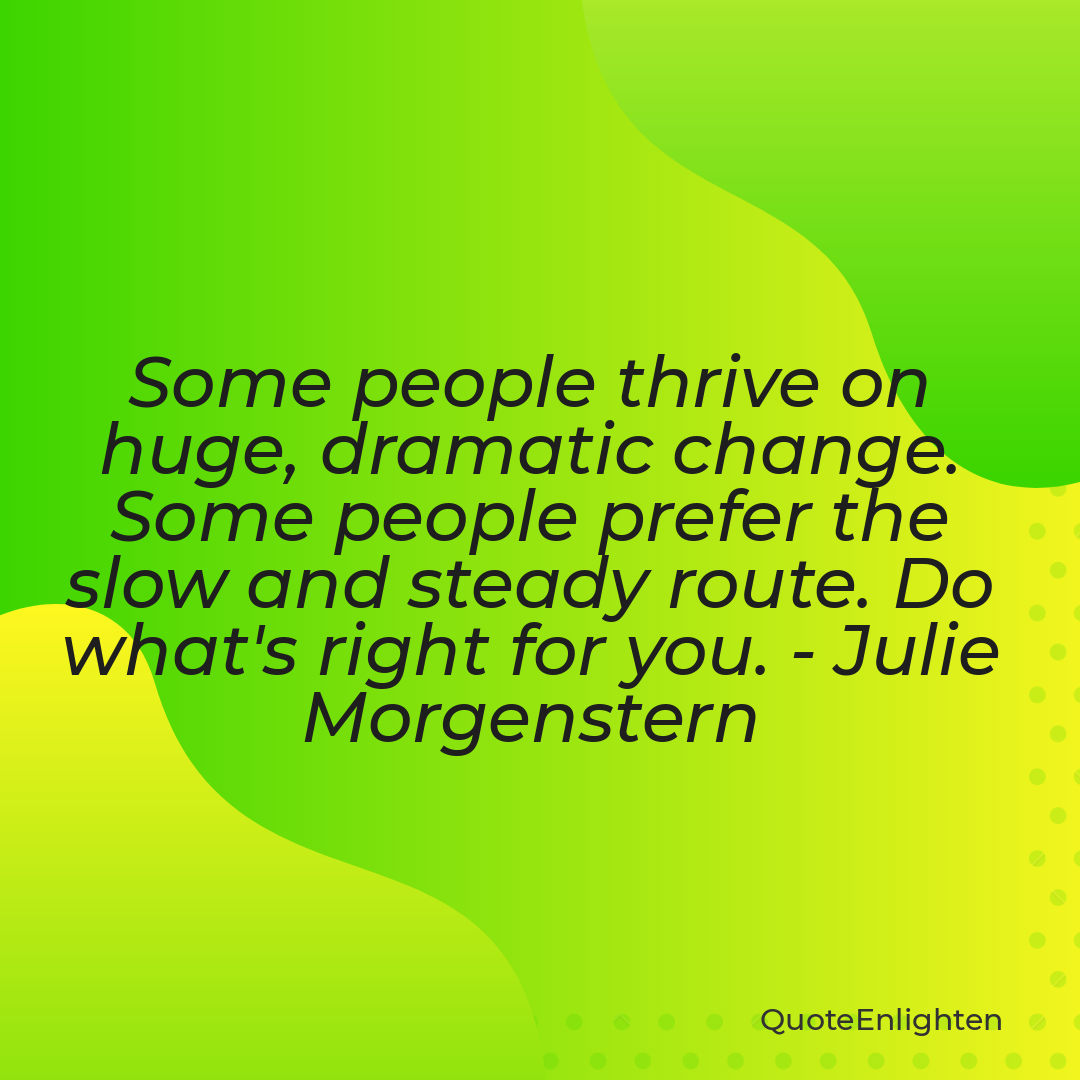 Some people thrive on
huge, dramatic change.
Some people prefer the
slow and steady route. Do
what's right for you. - Julie
Morgenstern
QuoteEnlighten